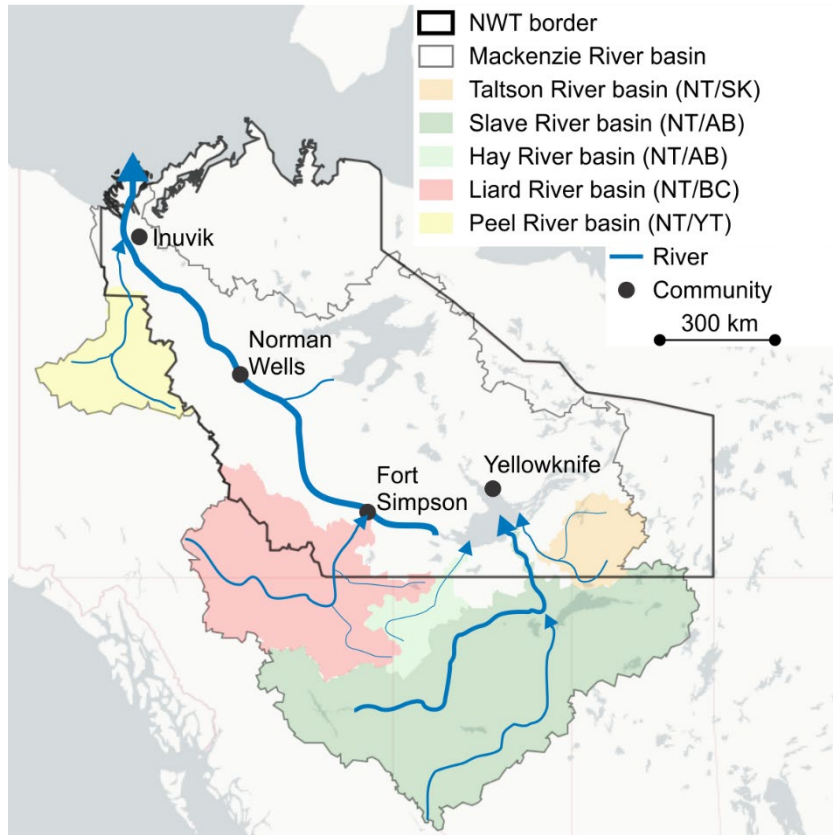 NWT border
Mackenzie River basin
Taltson River basin (NT/SK)
Slave River basin (NT/AB)
Hay River basin (NT/AB)
Liard River basin (NT/BC)
Peel River basin (NT/YT)
River
Community
300 km
Inuvik
Norman
Wells
Fort
Simpson
Yellowknife